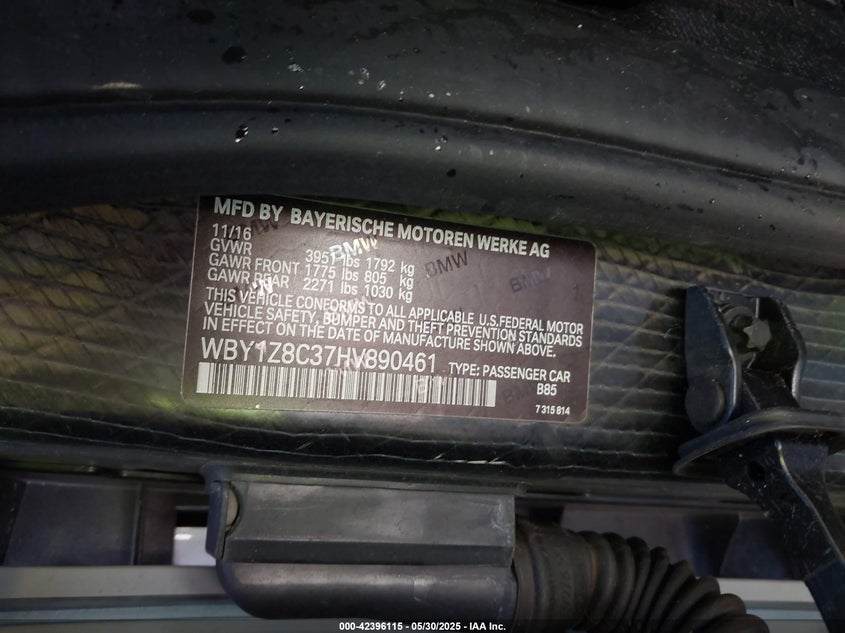 MFD BY BAYERISCHE MOTOREN WERKE AG
11/16
GVWR 3951 lbs 1792 kg
GAWR FRONT 1775 lbs 805 kg
GAWR REAR 2271 lbs 1030 kg
THIS VEHICLE CONFORMS TO ALL APPLICABLE U.S.FEDERAL MOTOR
VEHICLE SAFETY, BUMPER AND THEFT PREVENTION STANDARDS
IN EFFECT ON THE DATE OF MANUFACTURE SHOWN ABOVE.
WBY1Z8C37HV890461 TYPE: PASSENGER CAR
B85
7 315 814
BMW
BMW
BMW
000-42396115 - 05/30/2025 - IAA Inc.